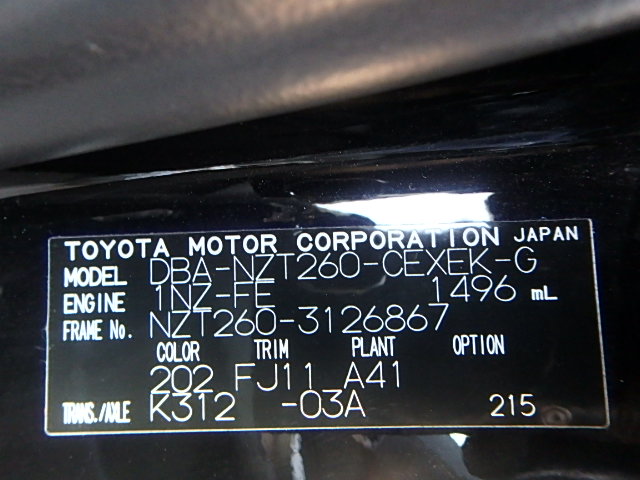 TOYOTA MOTOR CORPORATION JAPAN
MODEL DBA-NZT260-CEXEK-G
ENGINE 1NZ-FE 1496 mL
FRAME No. NZT260-3126867
COLOR TRIM PLANT OPTION
202 FJ11 A41
TRANS./AXLE K312 -03A 215